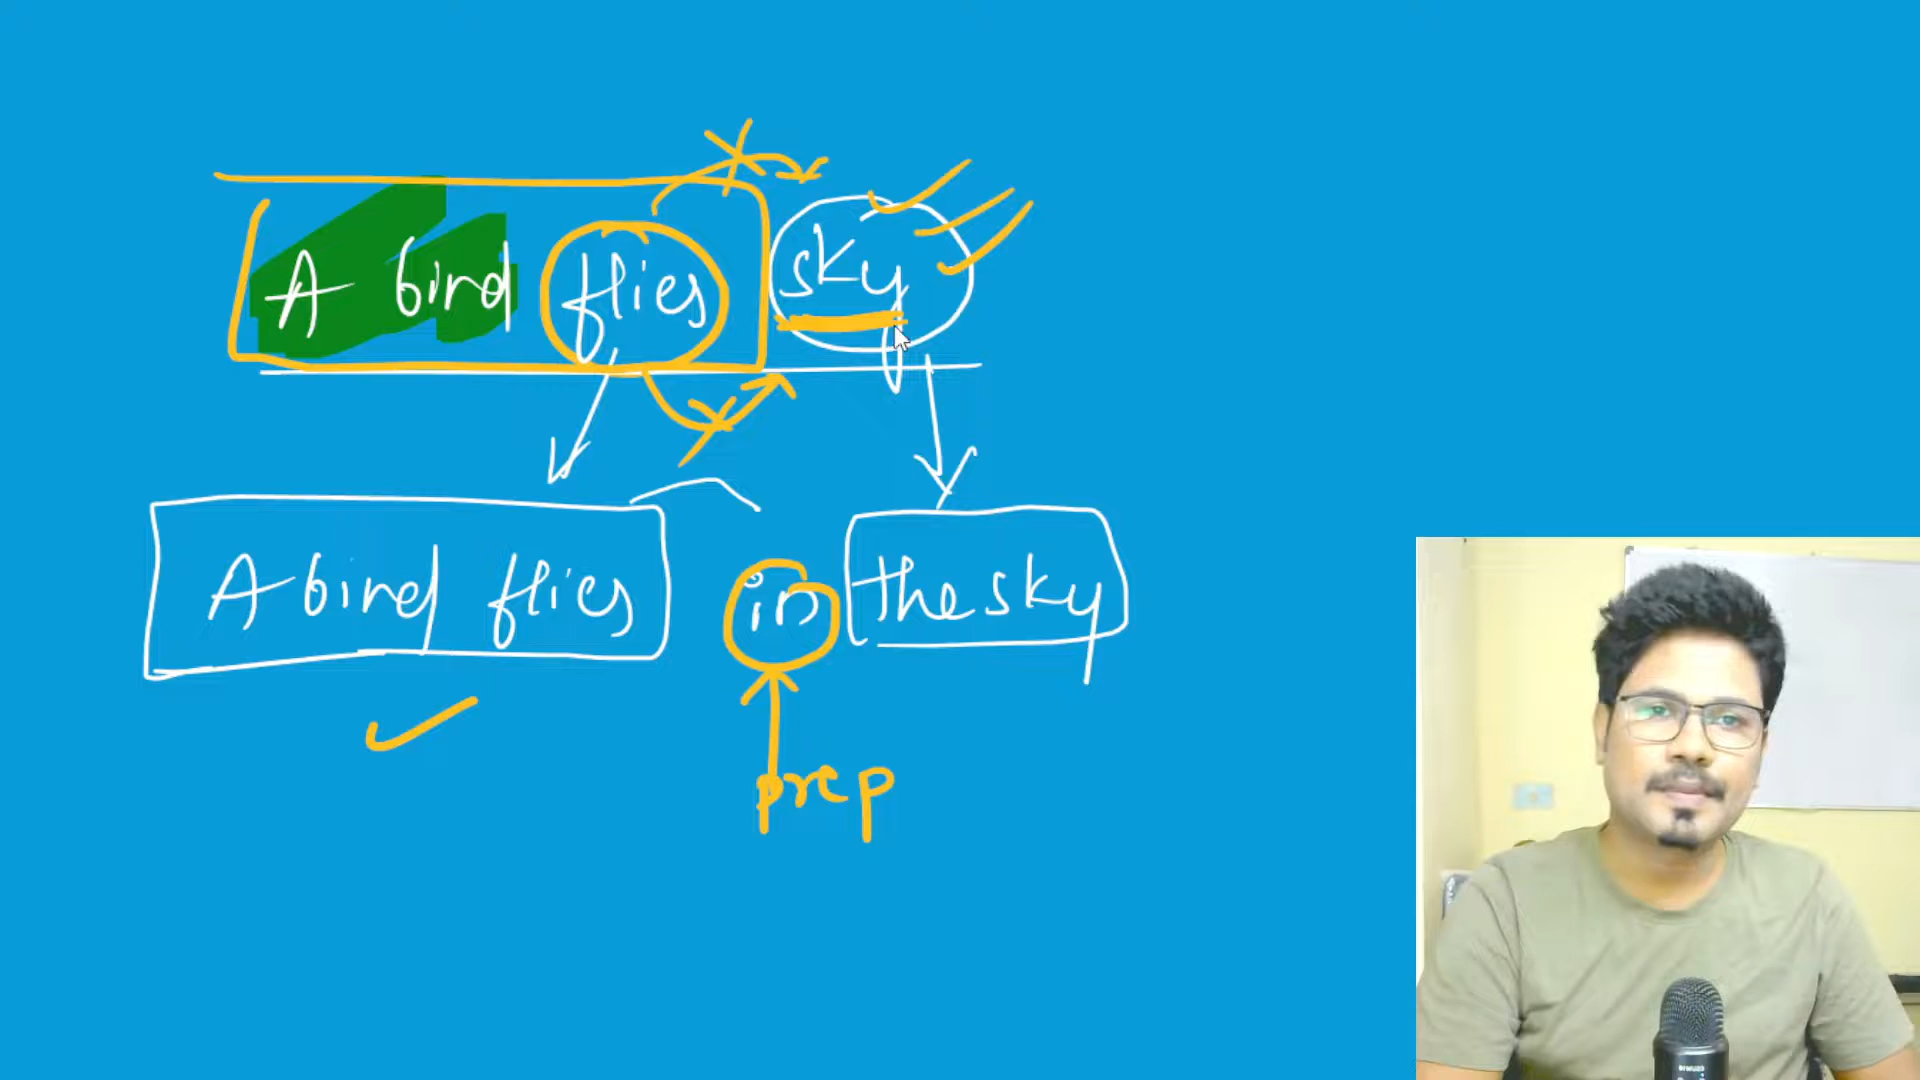 A bird flies sky
A bird flies in the sky
prep